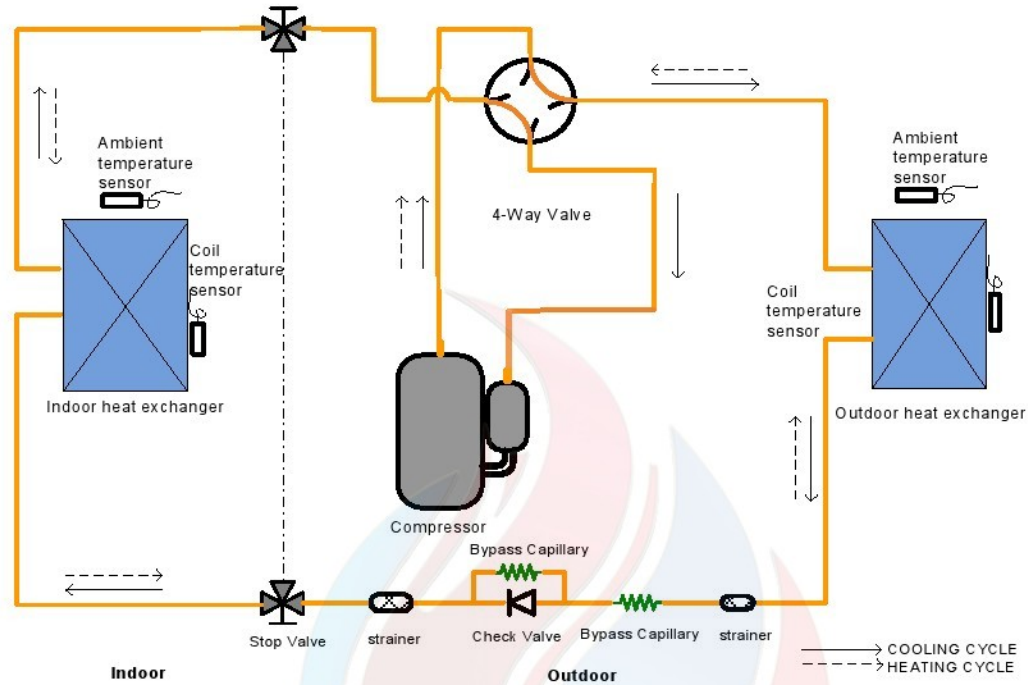 Ambient
temperature
sensor
Ambient
temperature
sensor
4-Way Valve
Coil
temperature
sensor
Coil
temperature
sensor
Indoor heat exchanger
Outdoor heat exchanger
Compressor
Bypass Capillary
Stop Valve
strainer
Check Valve
Bypass Capillary
strainer
COOLING CYCLE
HEATING CYCLE
Indoor
Outdoor